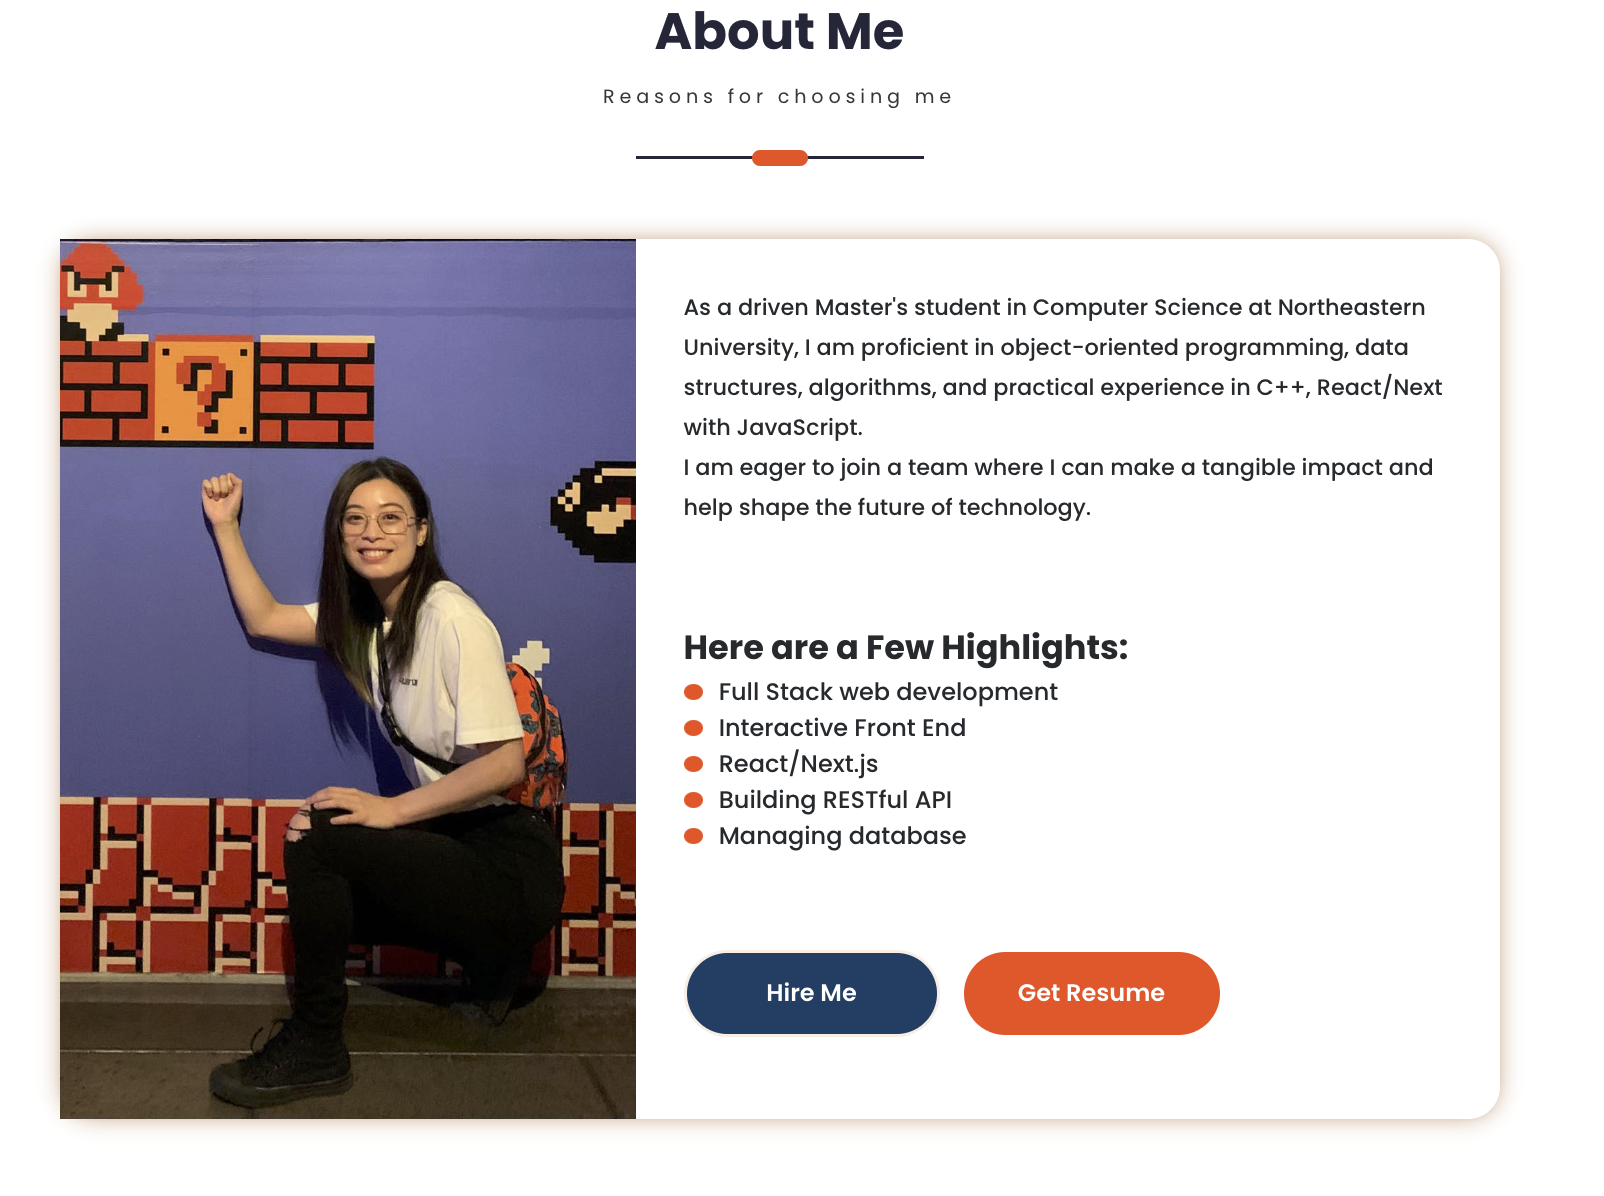 About Me
Reasons for choosing me
As a driven Master's student in Computer Science at Northeastern
University, I am proficient in object-oriented programming, data
structures, algorithms, and practical experience in C++, React/Next
with JavaScript.
I am eager to join a team where I can make a tangible impact and
help shape the future of technology.
Here are a Few Highlights:
Full Stack web development
Interactive Front End
React/Next.js
Building RESTful API
Managing database
Hire Me
Get Resume
?